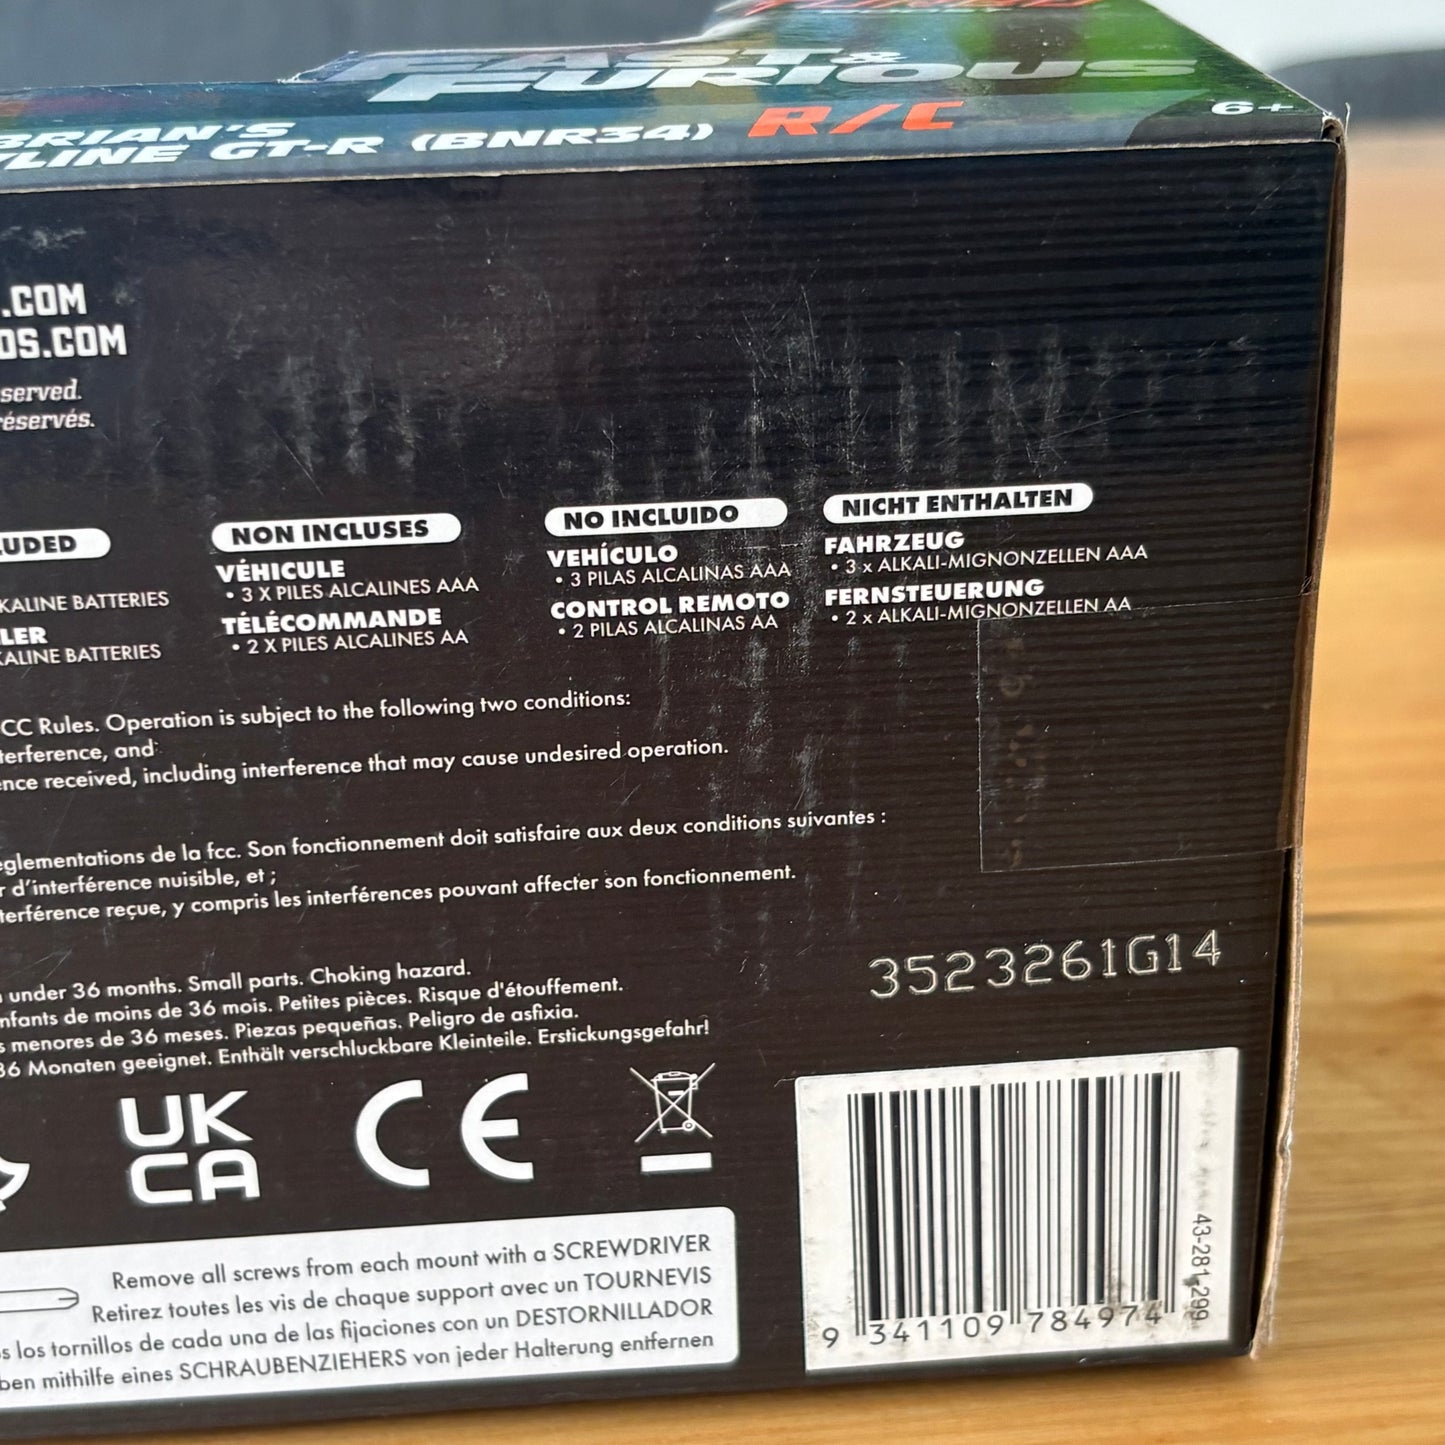 FAST & FURIOUS
BRIAN'S
YLINE GT-R (BNR34) R/C
6+
.COM
OS.COM
served.
réservés.
LUDED
KALINE BATTERIES
LER
KALINE BATTERIES
NON INCLUSES
VÉHICULE
• 3 X PILES ALCALINES AAA
TÉLÉCOMMANDE
• 2 X PILES ALCALINES AA
NO INCLUIDO
VEHÍCULO
• 3 PILAS ALCALINAS AAA
CONTROL REMOTO
• 2 PILAS ALCALINAS AA
NICHT ENTHALTEN
FAHRZEUG
• 3 x ALKALI-MIGNONZELLEN AAA
FERNSTEUERUNG
• 2 x ALKALI-MIGNONZELLEN AA
CC Rules. Operation is subject to the following two conditions:
terference, and
ence received, including interference that may cause undesired operation.
églementations de la fcc. Son fonctionnement doit satisfaire aux deux conditions suivantes :
r d'interférence nuisible, et ;
terférence reçue, y compris les interférences pouvant affecter son fonctionnement.
3523261G14
n under 36 months. Small parts. Choking hazard.
nfants de moins de 36 mois. Petites pièces. Risque d'étouffement.
s menores de 36 meses. Piezas pequeñas. Peligro de asfixia.
36 Monaten geeignet. Enthält verschluckbare Kleinteile. Erstickungsgefahr!
UK
CA
CE
Remove all screws from each mount with a SCREWDRIVER
Retirez toutes les vis de chaque support avec un TOURNEVIS
s los tornillos de cada una de las fijaciones con un DESTORNILLADOR
ben mithilfe eines SCHRAUBENZIEHERS von jeder Halterung entfernen
9 341109 784974
43-281-299